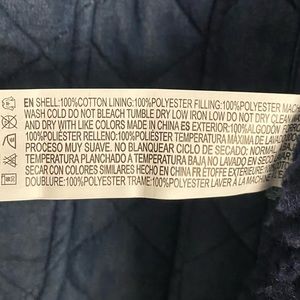 EN SHELL:100%COTTON LINING:100%POLYESTER FILLING:100%POLYESTER MACH
WASH COLD DO NOT BLEACH TUMBLE DRY LOW IRON LOW DO NOT DRY CLEAN
AND DRY WITH LIKE COLORS MADE IN CHINA ES EXTERIOR:100%ALGODÓN
100%POLIÉSTER RELLENO:100%POLIÉSTER TEMPERATURA MÁXIMA DE LAVADO
PROCESO MUY SUAVE. NO BLANQUEAR CICLO DE SECADO: NORMAL, BAJA
TEMPERATURA PLANCHADO A TEMPERATURA BAJA NO LAVADO EN SECO
SECAR CON COLORES SIMILARES HECHO EN CHINA FR ÉTOFFE EXTÉRIEURE:
DOUBLURE:100%POLYESTER TRAME:100%POLYESTER LAVER À LA MACHINE